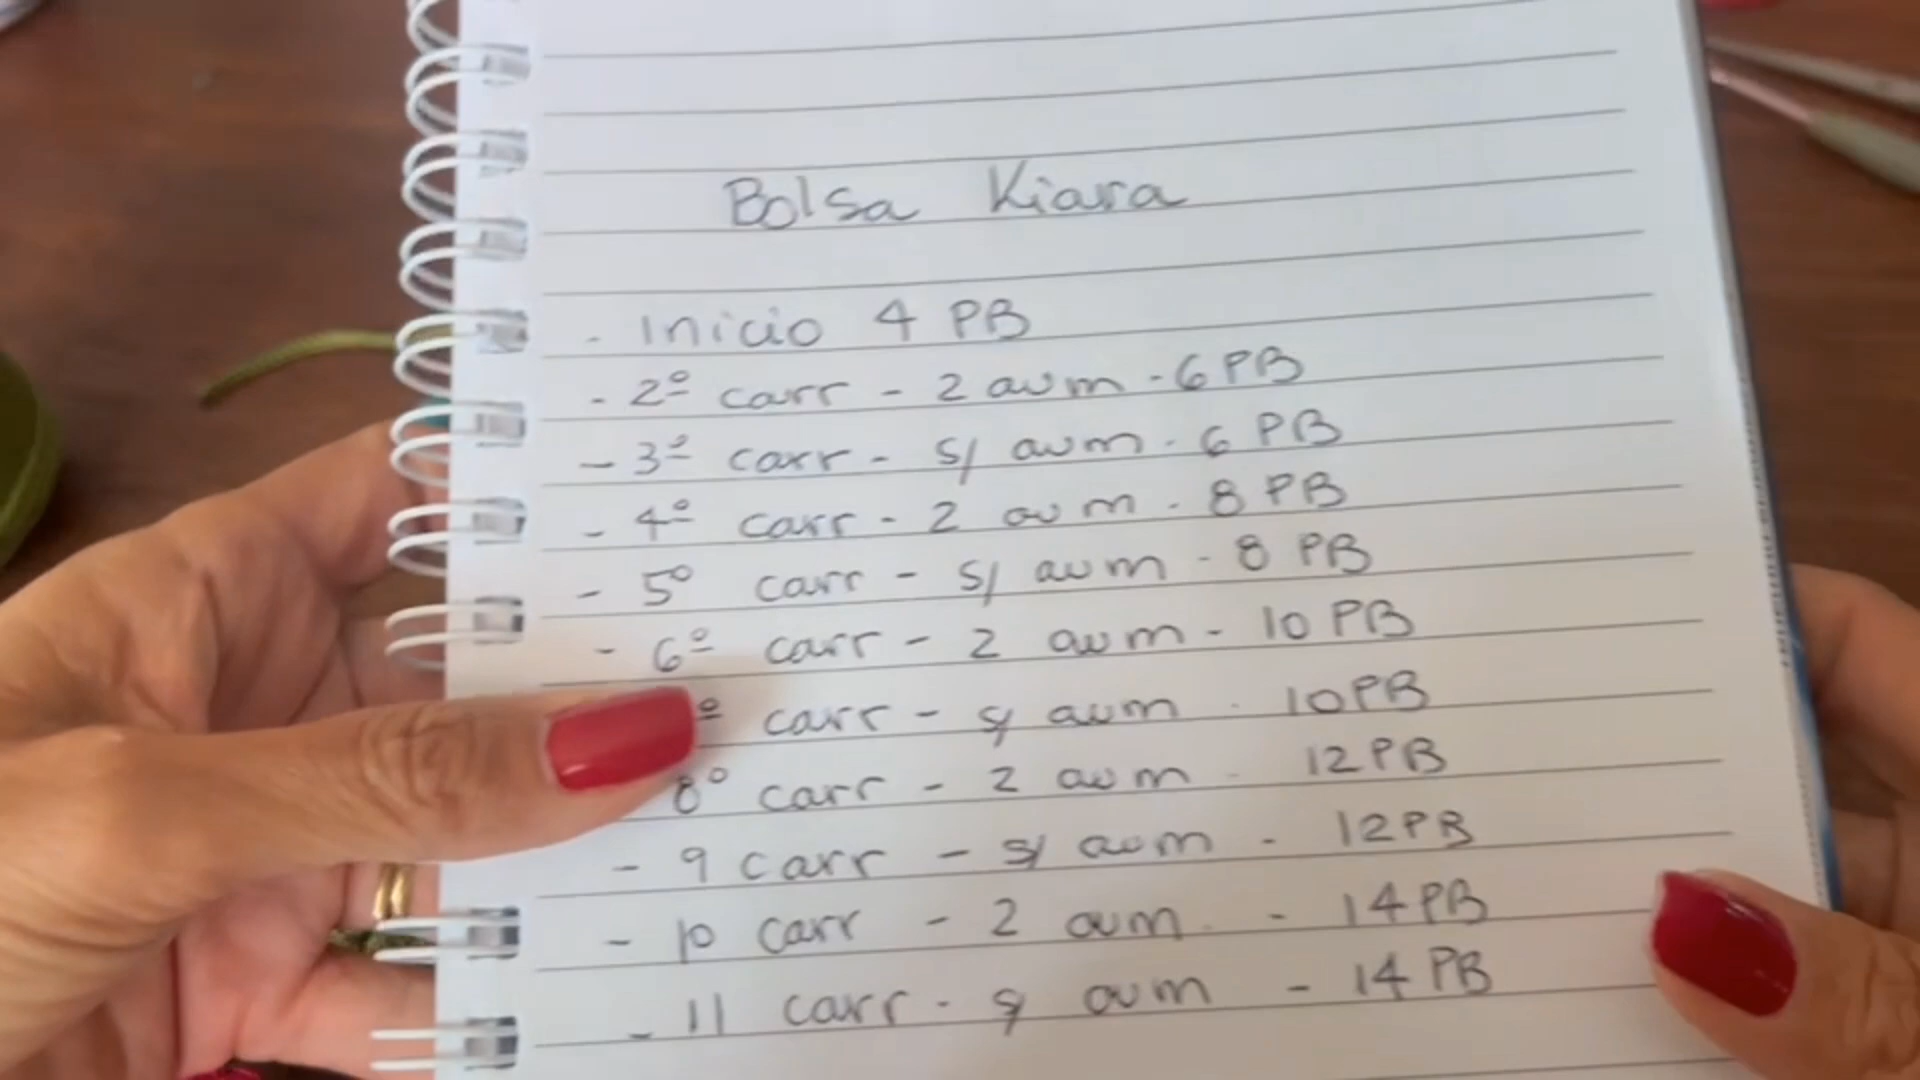 Bolsa Kiara
- Inicio 4 PB
- 2º carr - 2 aum - 6 PB
- 3º carr - s/ aum - 6 PB
- 4º carr - 2 aum - 8 PB
- 5º carr - s/ aum - 8 PB
- 6º carr - 2 aum - 10 PB
º carr - s/ aum - 10 PB
8º carr - 2 aum - 12 PB
- 9 carr - s/ aum - 12 PB
- 10 carr - 2 aum - 14 PB
- 11 carr - s/ aum - 14 PB